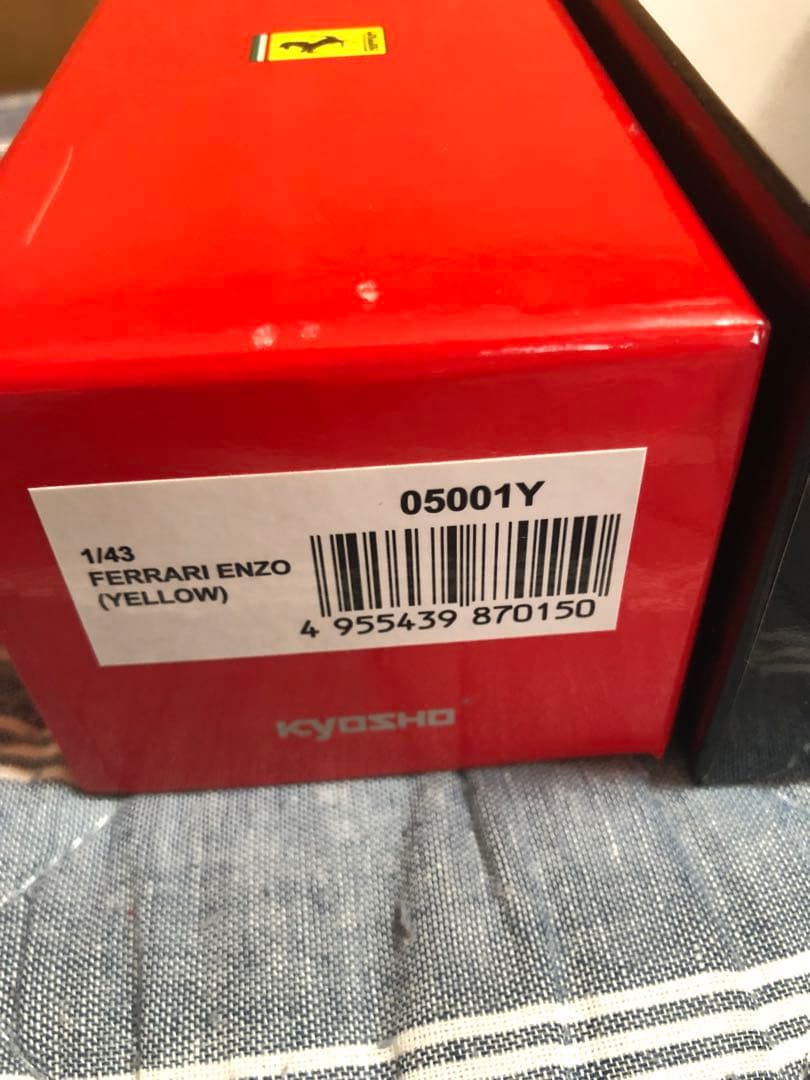 05001Y
1/43
FERRARI ENZO
(YELLOW)
4 955439 870150
KYOSHO